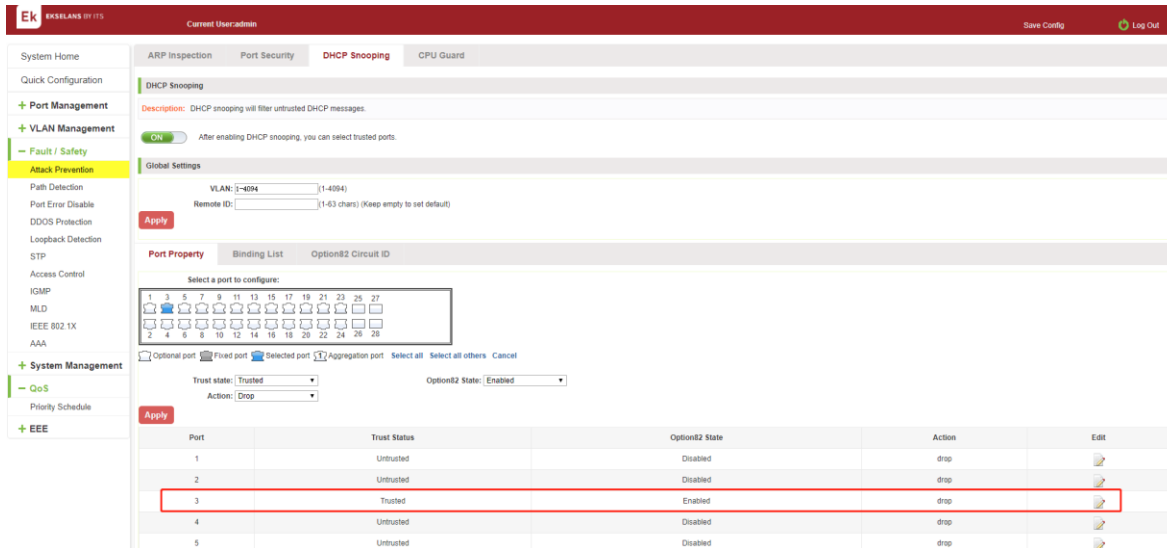 Ek EKSELANS BY ITS
Current User:admin
Save Config
Log Out
System Home
Quick Configuration
+ Port Management
+ VLAN Management
− Fault / Safety
Attack Prevention
Path Detection
Port Error Disable
DDOS Protection
Loopback Detection
STP
Access Control
IGMP
MLD
IEEE 802.1X
AAA
+ System Management
− QoS
Priority Schedule
+ EEE
ARP Inspection Port Security DHCP Snooping CPU Guard
DHCP Snooping
Description: DHCP snooping will filter untrusted DHCP messages.
ON After enabling DHCP snooping, you can select trusted ports.
Global Settings
VLAN: 1-4094 (1-4094)
Remote ID: (1-63 chars) (Keep empty to set default)
Apply
Port Property Binding List Option82 Circuit ID
Select a port to configure:
1 3 5 7 9 11 13 15 17 19 21 23 25 27
2 4 6 8 10 12 14 16 18 20 22 24 26 28
Optional port Fixed port Selected port 1 Aggregation port Select all Select all others Cancel
Trust state: Trusted Option82 State: Enabled
Action: Drop
Apply
Port Trust Status Option82 State Action Edit
1 Untrusted Disabled drop
2 Untrusted Disabled drop
3 Trusted Enabled drop
4 Untrusted Disabled drop
5 Untrusted Disabled drop